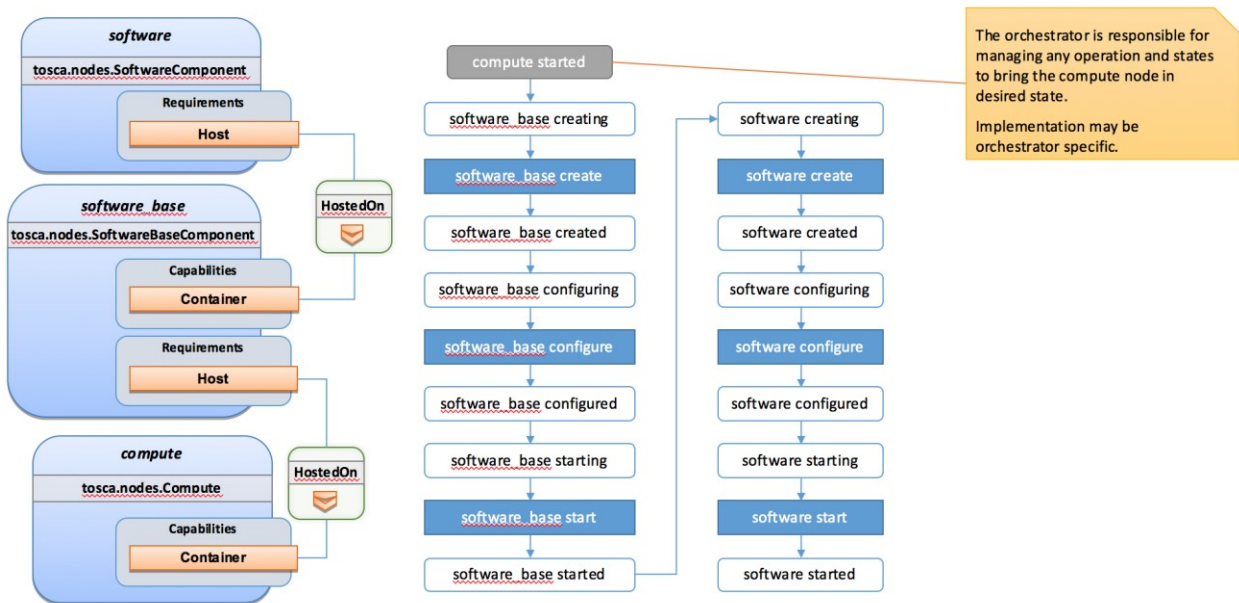 software
tosca.nodes.SoftwareComponent
Requirements
Host
HostedOn
software_base
tosca.nodes.SoftwareBaseComponent
Capabilities
Container
Requirements
Host
HostedOn
compute
tosca.nodes.Compute
Capabilities
Container
compute started
software_base creating
software_base create
software_base created
software_base configuring
software_base configure
software_base configured
software_base starting
software_base start
software_base started
software creating
software create
software created
software configuring
software configure
software configured
software starting
software start
software started
The orchestrator is responsible for
managing any operation and states
to bring the compute node in
desired state.
Implementation may be
orchestrator specific.